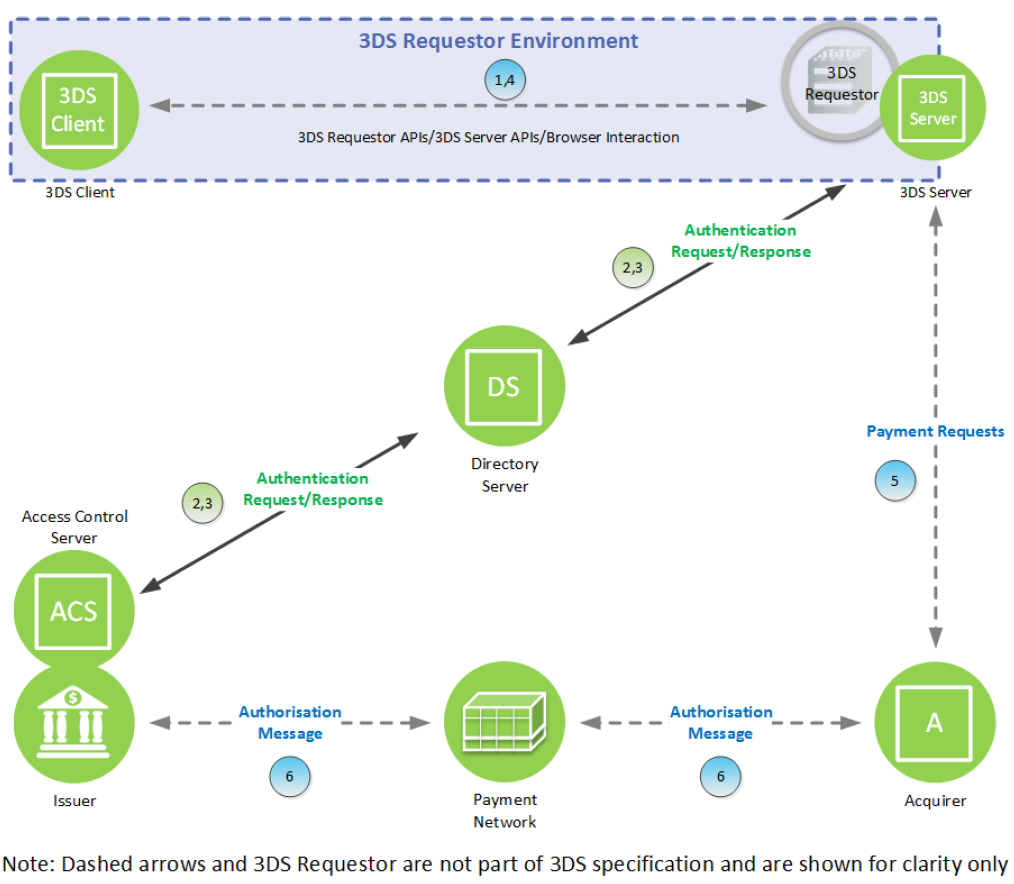 3DS Requestor Environment
3DS
Client
1,4
3DS
Requestor
3DS
Server
3DS Requestor APIs/3DS Server APIs/Browser Interaction
3DS Client
3DS Server
Authentication
Request/Response
2,3
DS
Directory
Server
Payment Requests
5
Authentication
Request/Response
2,3
Access Control
Server
ACS
$
Authorisation
Message
6
Issuer
Payment
Network
Authorisation
Message
6
A
Acquirer
Note: Dashed arrows and 3DS Requestor are not part of 3DS specification and are shown for clarity only